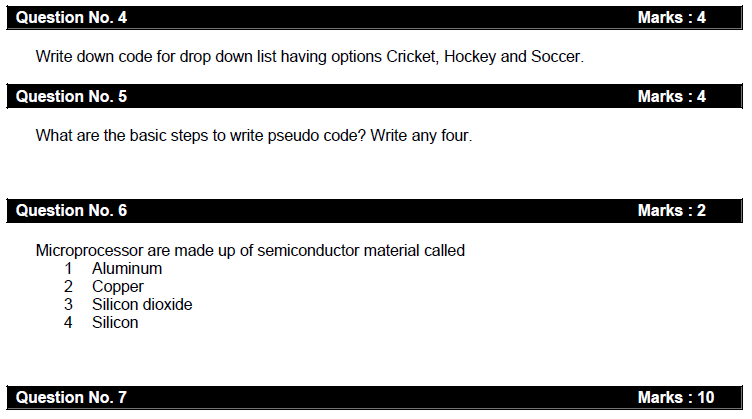 Question No. 4 Marks : 4
Write down code for drop down list having options Cricket, Hockey and Soccer.
Question No. 5 Marks : 4
What are the basic steps to write pseudo code? Write any four.
Question No. 6 Marks : 2
Microprocessor are made up of semiconductor material called
1 Aluminum
2 Copper
3 Silicon dioxide
4 Silicon
Question No. 7 Marks : 10